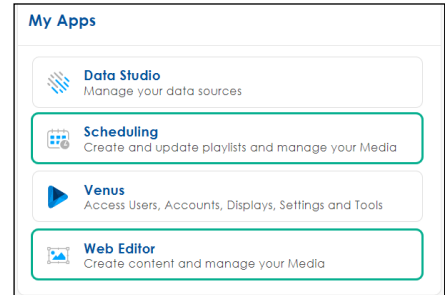 My Apps
Data Studio
Manage your data sources
Scheduling
Create and update playlists and manage your Media
Venus
Access Users, Accounts, Displays, Settings and Tools
Web Editor
Create content and manage your Media